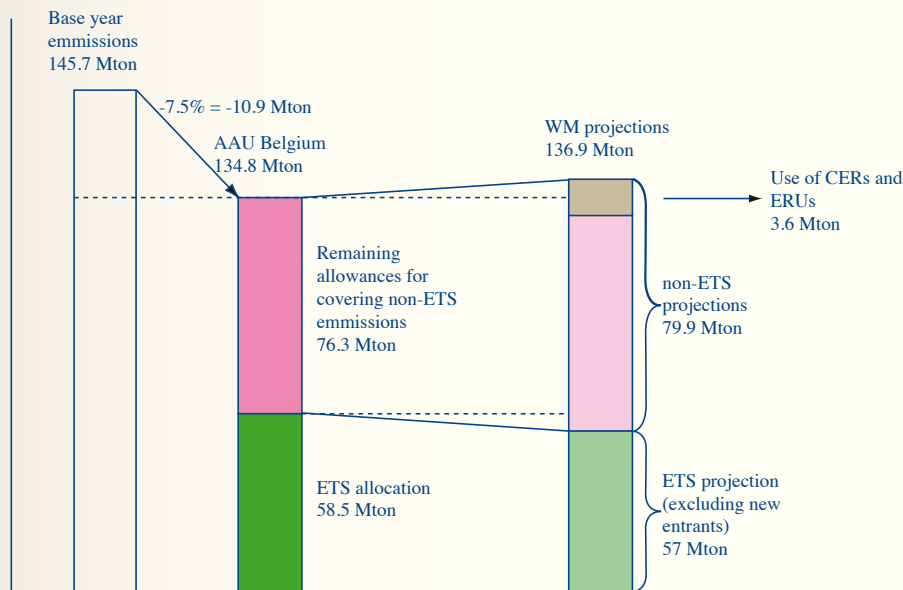 Base year
emmissions
145.7 Mton
-7.5% = -10.9 Mton
AAU Belgium
134.8 Mton
WM projections
136.9 Mton
Use of CERs and
ERUs
3.6 Mton
Remaining
allowances for
covering non-ETS
emmissions
76.3 Mton
non-ETS
projections
79.9 Mton
ETS allocation
58.5 Mton
ETS projection
(excluding new
entrants)
57 Mton